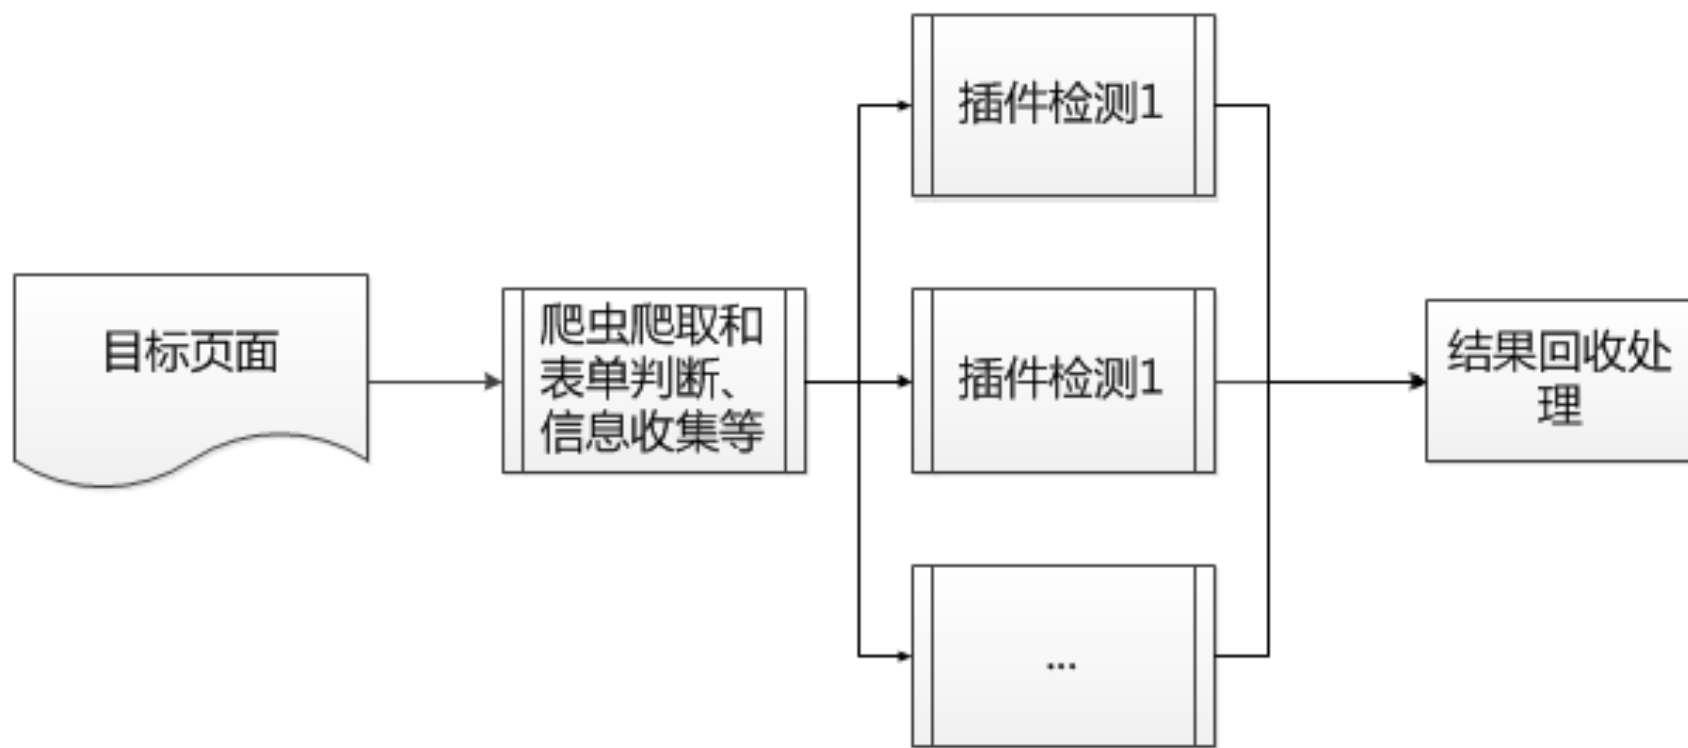 目标页面
爬虫爬取和
表单判断、
信息收集等
插件检测1
插件检测1
...
结果回收处
理